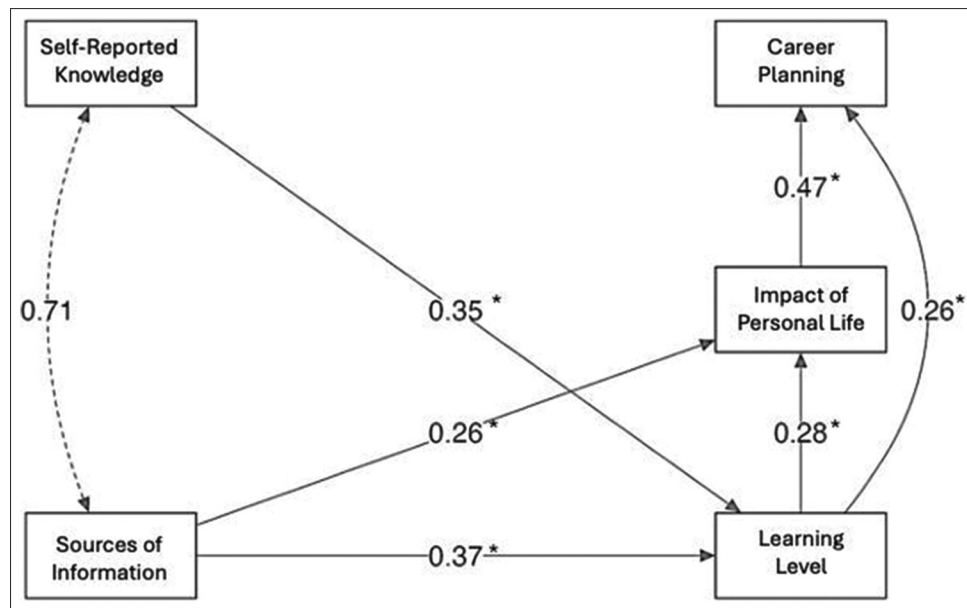 Self-Reported
Knowledge
Career
Planning
0.47*
Impact of
Personal Life
0.71
0.35 *
0.26*
0.26*
0.28*
Sources of
Information
0.37*
Learning
Level